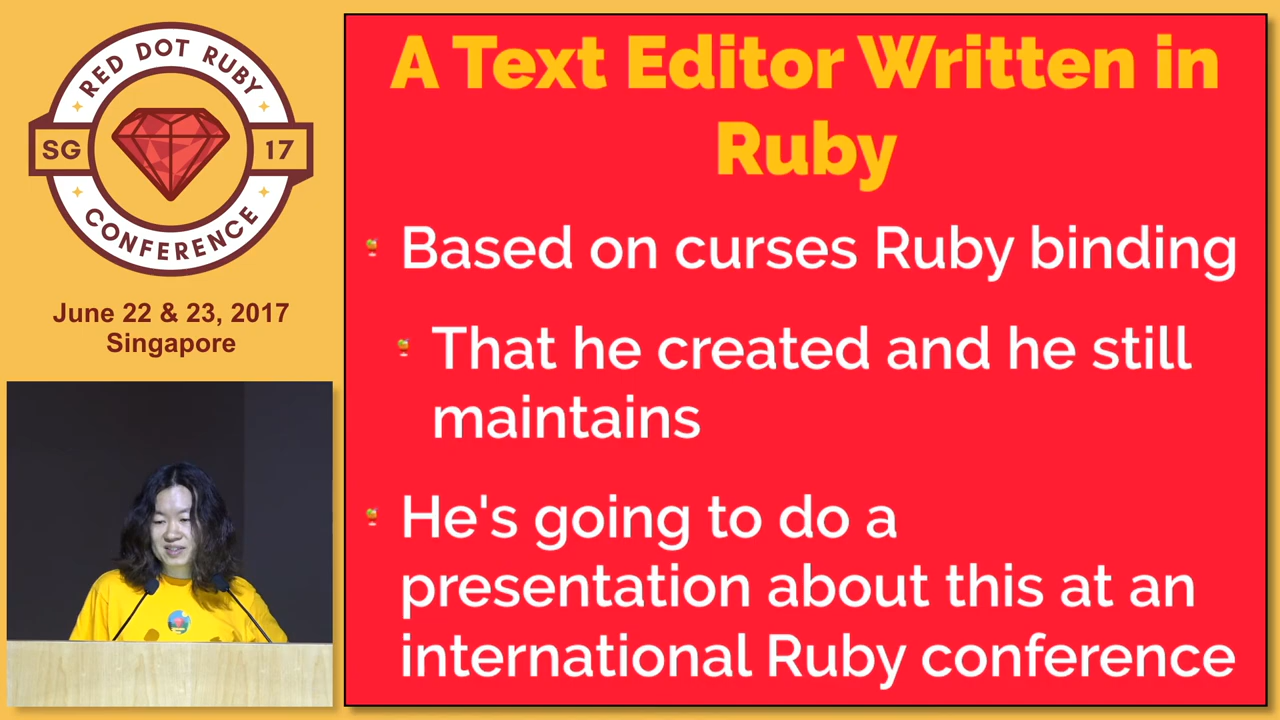 RED DOT RUBY
SG
17
CONFERENCE
June 22 & 23, 2017
Singapore
A Text Editor Written in
Ruby
Based on curses Ruby binding
That he created and he still
maintains
He's going to do a
presentation about this at an
international Ruby conference